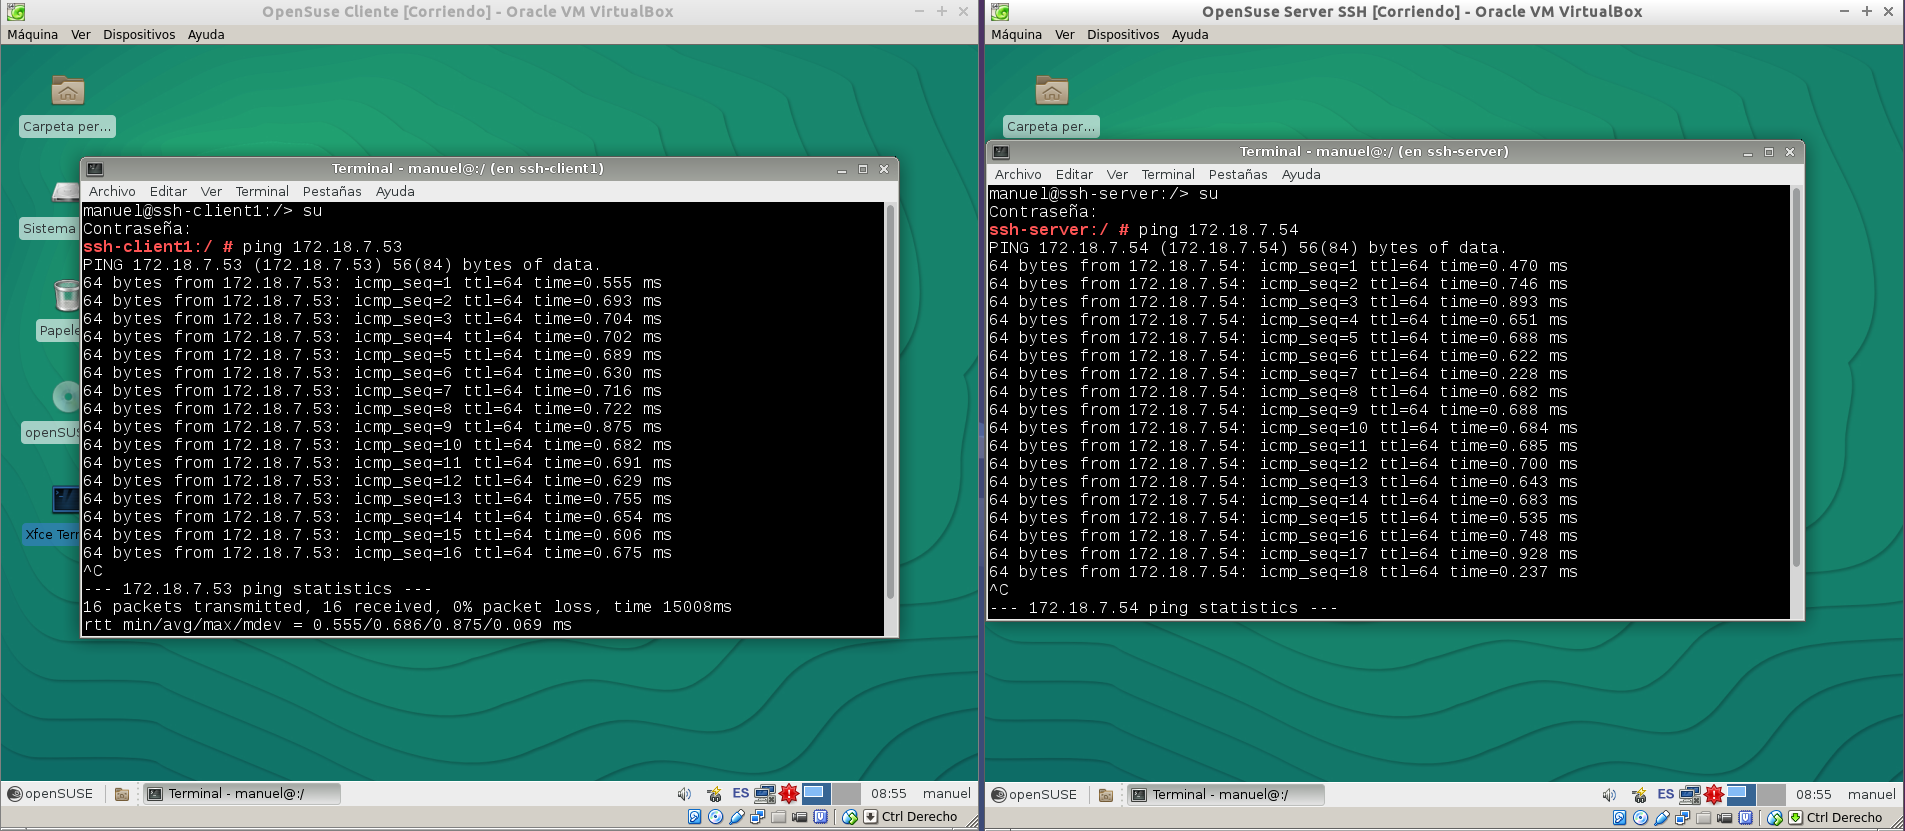 OpenSuse Cliente [Corriendo] - Oracle VM VirtualBox
Máquina Ver Dispositivos Ayuda
Carpeta per...
Sistema
Papele
openSUS
Xfce Terr
Terminal - manuel@:/ (en ssh-client1)
Archivo Editar Ver Terminal Pestañas Ayuda
manuel@ssh-client1:/> su
Contraseña:
ssh-client1:/ # ping 172.18.7.53
PING 172.18.7.53 (172.18.7.53) 56(84) bytes of data.
64 bytes from 172.18.7.53: icmp_seq=1 ttl=64 time=0.555 ms
64 bytes from 172.18.7.53: icmp_seq=2 ttl=64 time=0.693 ms
64 bytes from 172.18.7.53: icmp_seq=3 ttl=64 time=0.704 ms
64 bytes from 172.18.7.53: icmp_seq=4 ttl=64 time=0.702 ms
64 bytes from 172.18.7.53: icmp_seq=5 ttl=64 time=0.689 ms
64 bytes from 172.18.7.53: icmp_seq=6 ttl=64 time=0.630 ms
64 bytes from 172.18.7.53: icmp_seq=7 ttl=64 time=0.716 ms
64 bytes from 172.18.7.53: icmp_seq=8 ttl=64 time=0.722 ms
64 bytes from 172.18.7.53: icmp_seq=9 ttl=64 time=0.875 ms
64 bytes from 172.18.7.53: icmp_seq=10 ttl=64 time=0.682 ms
64 bytes from 172.18.7.53: icmp_seq=11 ttl=64 time=0.691 ms
64 bytes from 172.18.7.53: icmp_seq=12 ttl=64 time=0.629 ms
64 bytes from 172.18.7.53: icmp_seq=13 ttl=64 time=0.755 ms
64 bytes from 172.18.7.53: icmp_seq=14 ttl=64 time=0.654 ms
64 bytes from 172.18.7.53: icmp_seq=15 ttl=64 time=0.606 ms
64 bytes from 172.18.7.53: icmp_seq=16 ttl=64 time=0.675 ms
^C
--- 172.18.7.53 ping statistics ---
16 packets transmitted, 16 received, 0% packet loss, time 15008ms
rtt min/avg/max/mdev = 0.555/0.686/0.875/0.069 ms
openSUSE Terminal - manuel@:/ ES 08:55 manuel
Ctrl Derecho
OpenSuse Server SSH [Corriendo] - Oracle VM VirtualBox
Máquina Ver Dispositivos Ayuda
Carpeta per...
Terminal - manuel@:/ (en ssh-server)
Archivo Editar Ver Terminal Pestañas Ayuda
manuel@ssh-server:/> su
Contraseña:
ssh-server:/ # ping 172.18.7.54
PING 172.18.7.54 (172.18.7.54) 56(84) bytes of data.
64 bytes from 172.18.7.54: icmp_seq=1 ttl=64 time=0.470 ms
64 bytes from 172.18.7.54: icmp_seq=2 ttl=64 time=0.746 ms
64 bytes from 172.18.7.54: icmp_seq=3 ttl=64 time=0.893 ms
64 bytes from 172.18.7.54: icmp_seq=4 ttl=64 time=0.651 ms
64 bytes from 172.18.7.54: icmp_seq=5 ttl=64 time=0.688 ms
64 bytes from 172.18.7.54: icmp_seq=6 ttl=64 time=0.622 ms
64 bytes from 172.18.7.54: icmp_seq=7 ttl=64 time=0.228 ms
64 bytes from 172.18.7.54: icmp_seq=8 ttl=64 time=0.682 ms
64 bytes from 172.18.7.54: icmp_seq=9 ttl=64 time=0.688 ms
64 bytes from 172.18.7.54: icmp_seq=10 ttl=64 time=0.684 ms
64 bytes from 172.18.7.54: icmp_seq=11 ttl=64 time=0.685 ms
64 bytes from 172.18.7.54: icmp_seq=12 ttl=64 time=0.700 ms
64 bytes from 172.18.7.54: icmp_seq=13 ttl=64 time=0.643 ms
64 bytes from 172.18.7.54: icmp_seq=14 ttl=64 time=0.683 ms
64 bytes from 172.18.7.54: icmp_seq=15 ttl=64 time=0.535 ms
64 bytes from 172.18.7.54: icmp_seq=16 ttl=64 time=0.748 ms
64 bytes from 172.18.7.54: icmp_seq=17 ttl=64 time=0.928 ms
64 bytes from 172.18.7.54: icmp_seq=18 ttl=64 time=0.237 ms
^C
--- 172.18.7.54 ping statistics ---
openSUSE Terminal - manuel@:/ ES 08:55 manuel
Ctrl Derecho